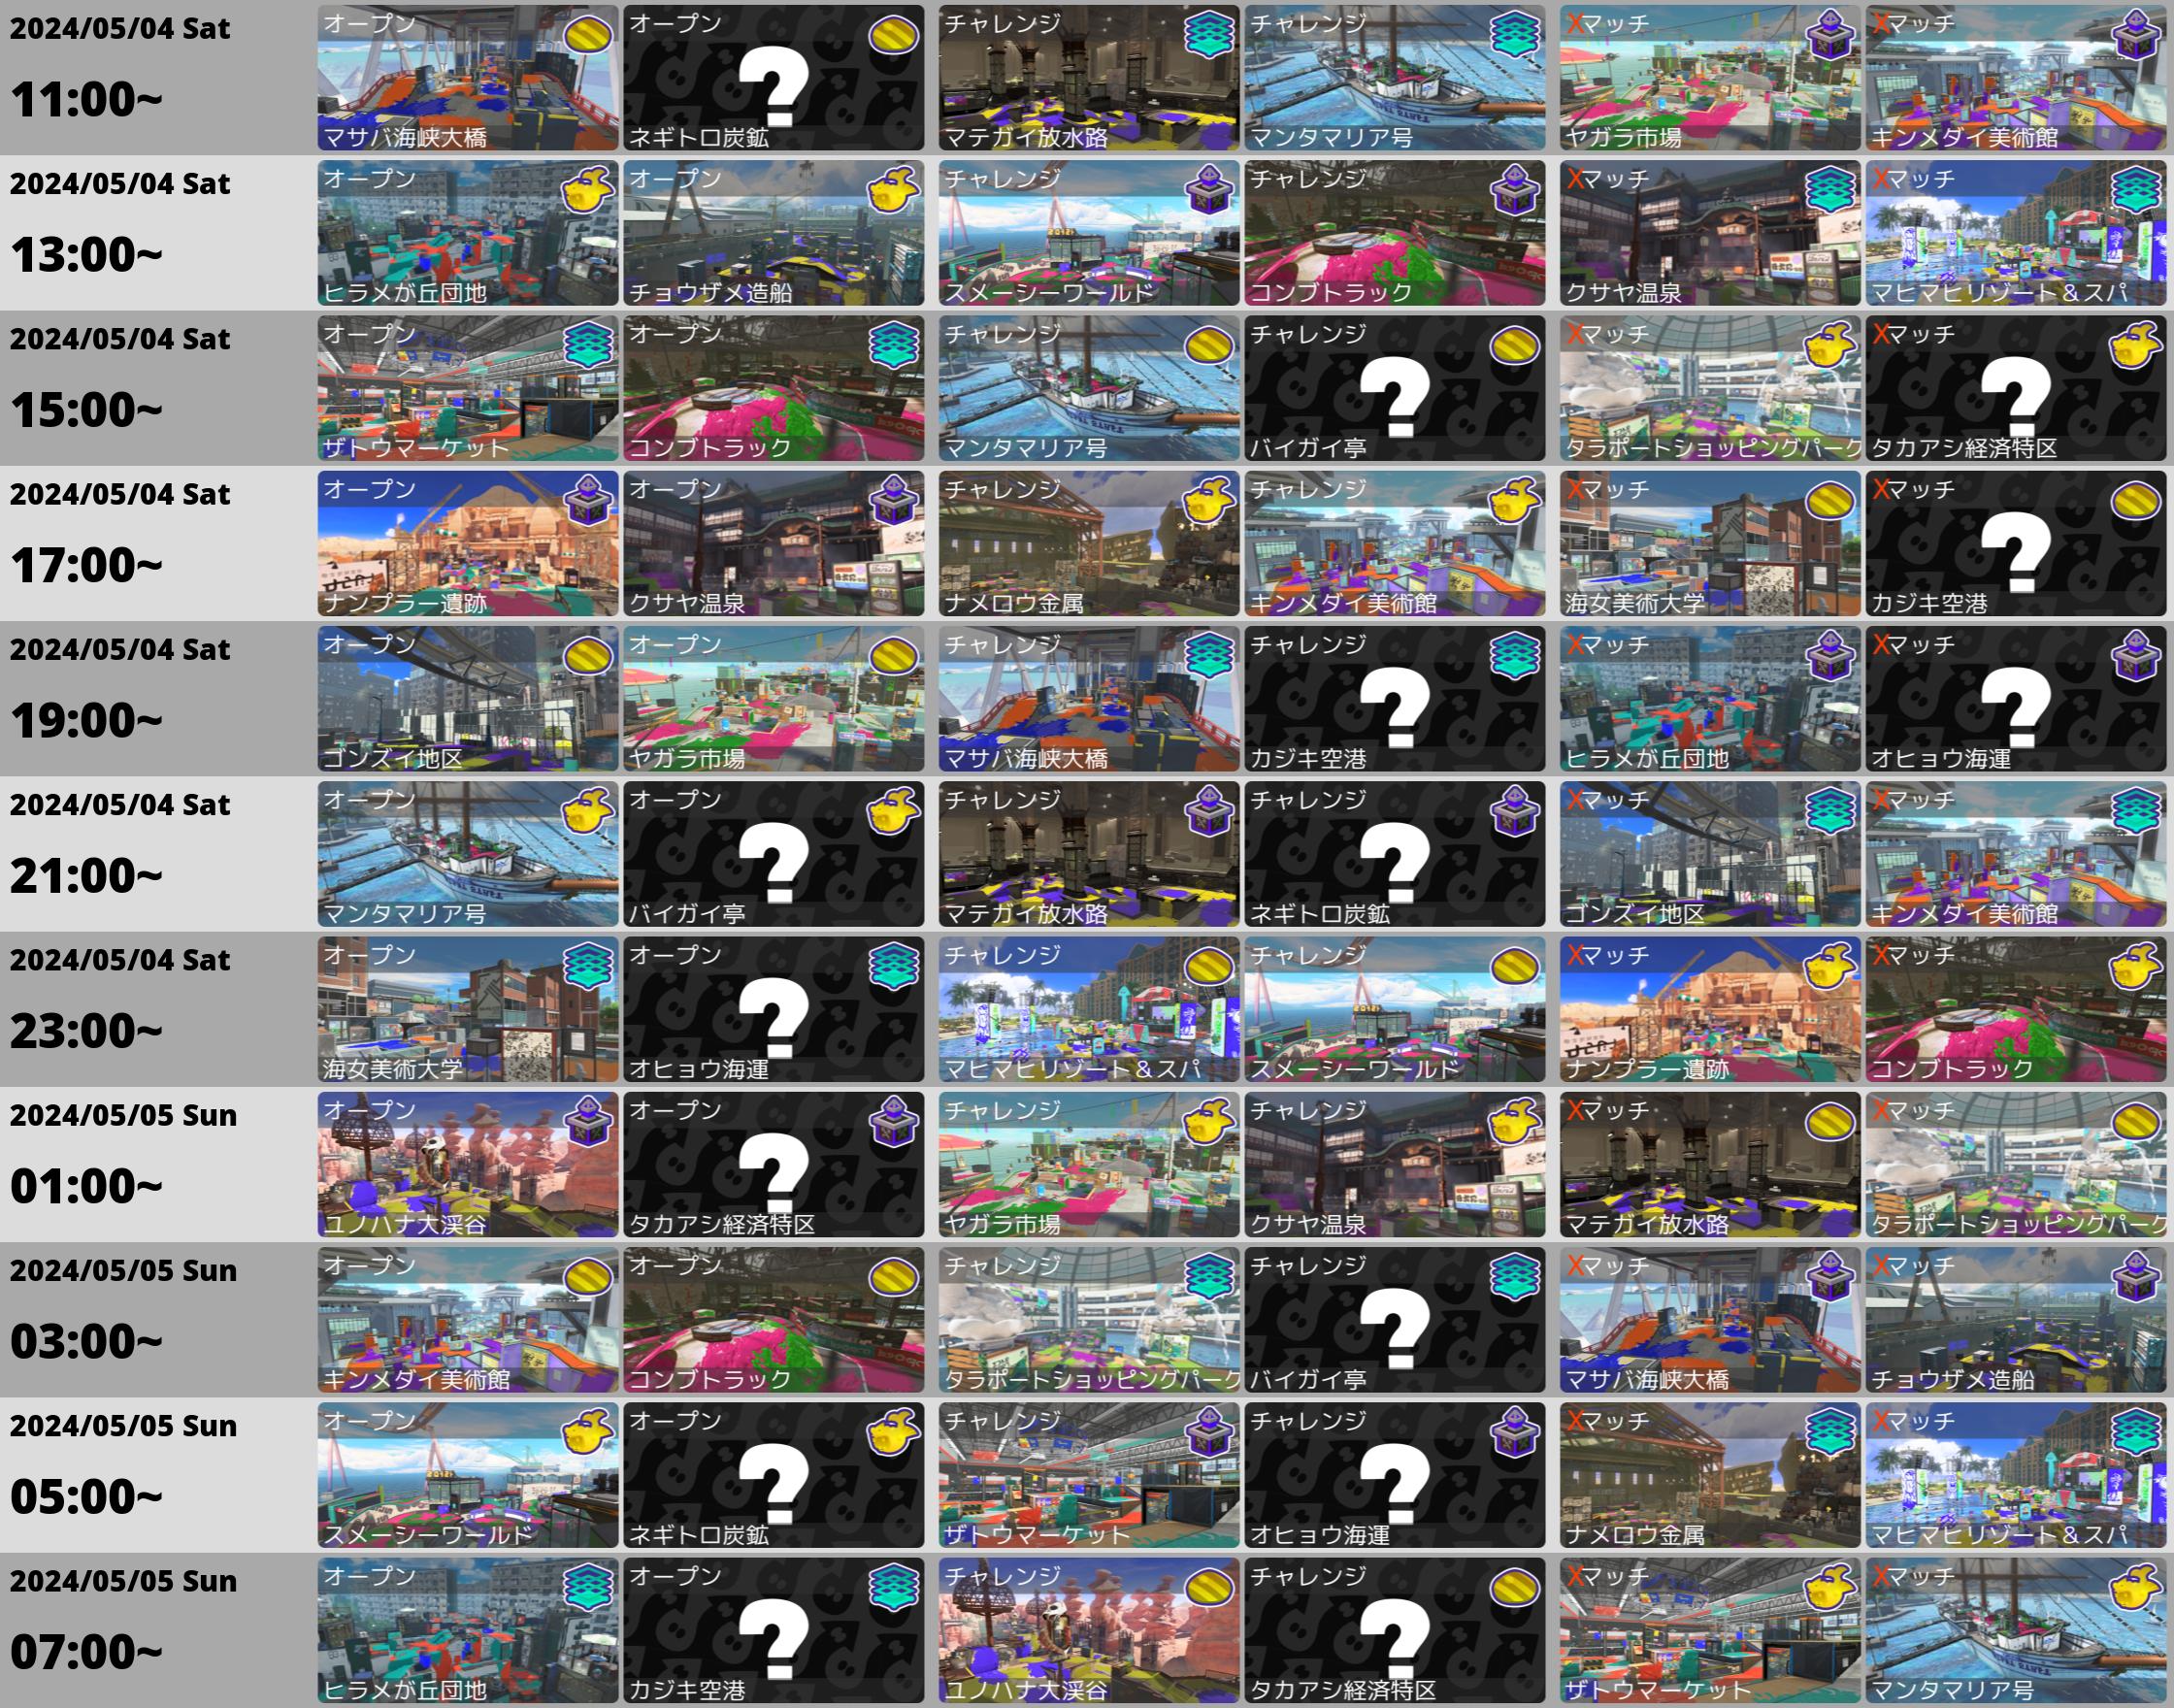 2024/05/04 Sat
11:00~
オープン
マサバ海峡大橋
オープン
?
ネギトロ炭鉱
チャレンジ
マテガイ放水路
チャレンジ
マンタマリア号
Xマッチ
ヤガラ市場
Xマッチ
キンメダイ美術館
2024/05/04 Sat
13:00~
オープン
ヒラメが丘団地
オープン
チョウザメ造船
チャレンジ
スメーシーワールド
チャレンジ
コンブトラック
Xマッチ
クサヤ温泉
Xマッチ
マヒマヒリゾート＆スパ
2024/05/04 Sat
15:00~
オープン
ザトウマーケット
オープン
コンブトラック
チャレンジ
マンタマリア号
チャレンジ
?
バイガイ亭
Xマッチ
タラポートショッピングパーク
Xマッチ
?
タカアシ経済特区
2024/05/04 Sat
17:00~
オープン
ナンプラー遺跡
オープン
クサヤ温泉
チャレンジ
ナメロウ金属
チャレンジ
キンメダイ美術館
Xマッチ
海女美術大学
Xマッチ
?
カジキ空港
2024/05/04 Sat
19:00~
オープン
ゴンズイ地区
オープン
ヤガラ市場
チャレンジ
マサバ海峡大橋
チャレンジ
?
カジキ空港
Xマッチ
ヒラメが丘団地
Xマッチ
?
オヒョウ海運
2024/05/04 Sat
21:00~
オープン
マンタマリア号
オープン
?
バイガイ亭
チャレンジ
マテガイ放水路
チャレンジ
?
ネギトロ炭鉱
Xマッチ
ゴンズイ地区
Xマッチ
キンメダイ美術館
2024/05/04 Sat
23:00~
オープン
海女美術大学
オープン
?
オヒョウ海運
チャレンジ
マヒマヒリゾート＆スパ
チャレンジ
スメーシーワールド
Xマッチ
ナンプラー遺跡
Xマッチ
コンブトラック
2024/05/05 Sun
01:00~
オープン
ユノハナ大渓谷
オープン
?
タカアシ経済特区
チャレンジ
ヤガラ市場
チャレンジ
クサヤ温泉
Xマッチ
マテガイ放水路
Xマッチ
タラポートショッピングパーク
2024/05/05 Sun
03:00~
オープン
キンメダイ美術館
オープン
コンブトラック
チャレンジ
タラポートショッピングパーク
チャレンジ
?
バイガイ亭
Xマッチ
マサバ海峡大橋
Xマッチ
チョウザメ造船
2024/05/05 Sun
05:00~
オープン
スメーシーワールド
オープン
?
ネギトロ炭鉱
チャレンジ
ザトウマーケット
チャレンジ
?
オヒョウ海運
Xマッチ
ナメロウ金属
Xマッチ
マヒマヒリゾート＆スパ
2024/05/05 Sun
07:00~
オープン
ヒラメが丘団地
オープン
?
カジキ空港
チャレンジ
ユノハナ大渓谷
チャレンジ
?
タカアシ経済特区
Xマッチ
ザトウマーケット
Xマッチ
マンタマリア号